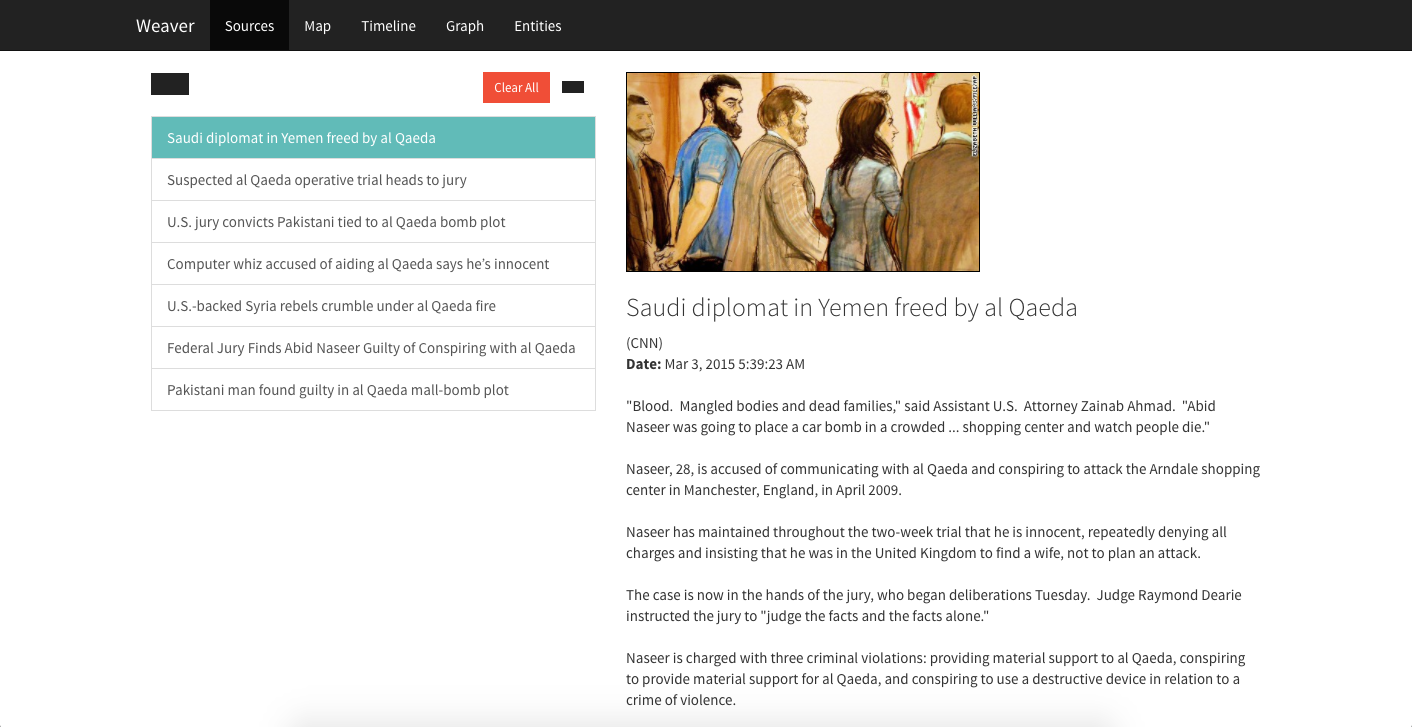 Weaver Sources Map Timeline Graph Entities
Clear All
Saudi diplomat in Yemen freed by al Qaeda
Suspected al Qaeda operative trial heads to jury
U.S. jury convicts Pakistani tied to al Qaeda bomb plot
Computer whiz accused of aiding al Qaeda says he's innocent
U.S.-backed Syria rebels crumble under al Qaeda fire
Federal Jury Finds Abid Naseer Guilty of Conspiring with al Qaeda
Pakistani man found guilty in al Qaeda mall-bomb plot
Saudi diplomat in Yemen freed by al Qaeda
(CNN)
Date: Mar 3, 2015 5:39:23 AM
"Blood.  Mangled bodies and dead families," said Assistant U.S.  Attorney Zainab Ahmad.  "Abid
Naseer was going to place a car bomb in a crowded ... shopping center and watch people die."
Naseer, 28, is accused of communicating with al Qaeda and conspiring to attack the Arndale shopping
center in Manchester, England, in April 2009.
Naseer has maintained throughout the two-week trial that he is innocent, repeatedly denying all
charges and insisting that he was in the United Kingdom to find a wife, not to plan an attack.
The case is now in the hands of the jury, who began deliberations Tuesday.  Judge Raymond Dearie
instructed the jury to "judge the facts and the facts alone."
Naseer is charged with three criminal violations: providing material support to al Qaeda, conspiring
to provide material support for al Qaeda, and conspiring to use a destructive device in relation to a
crime of violence.